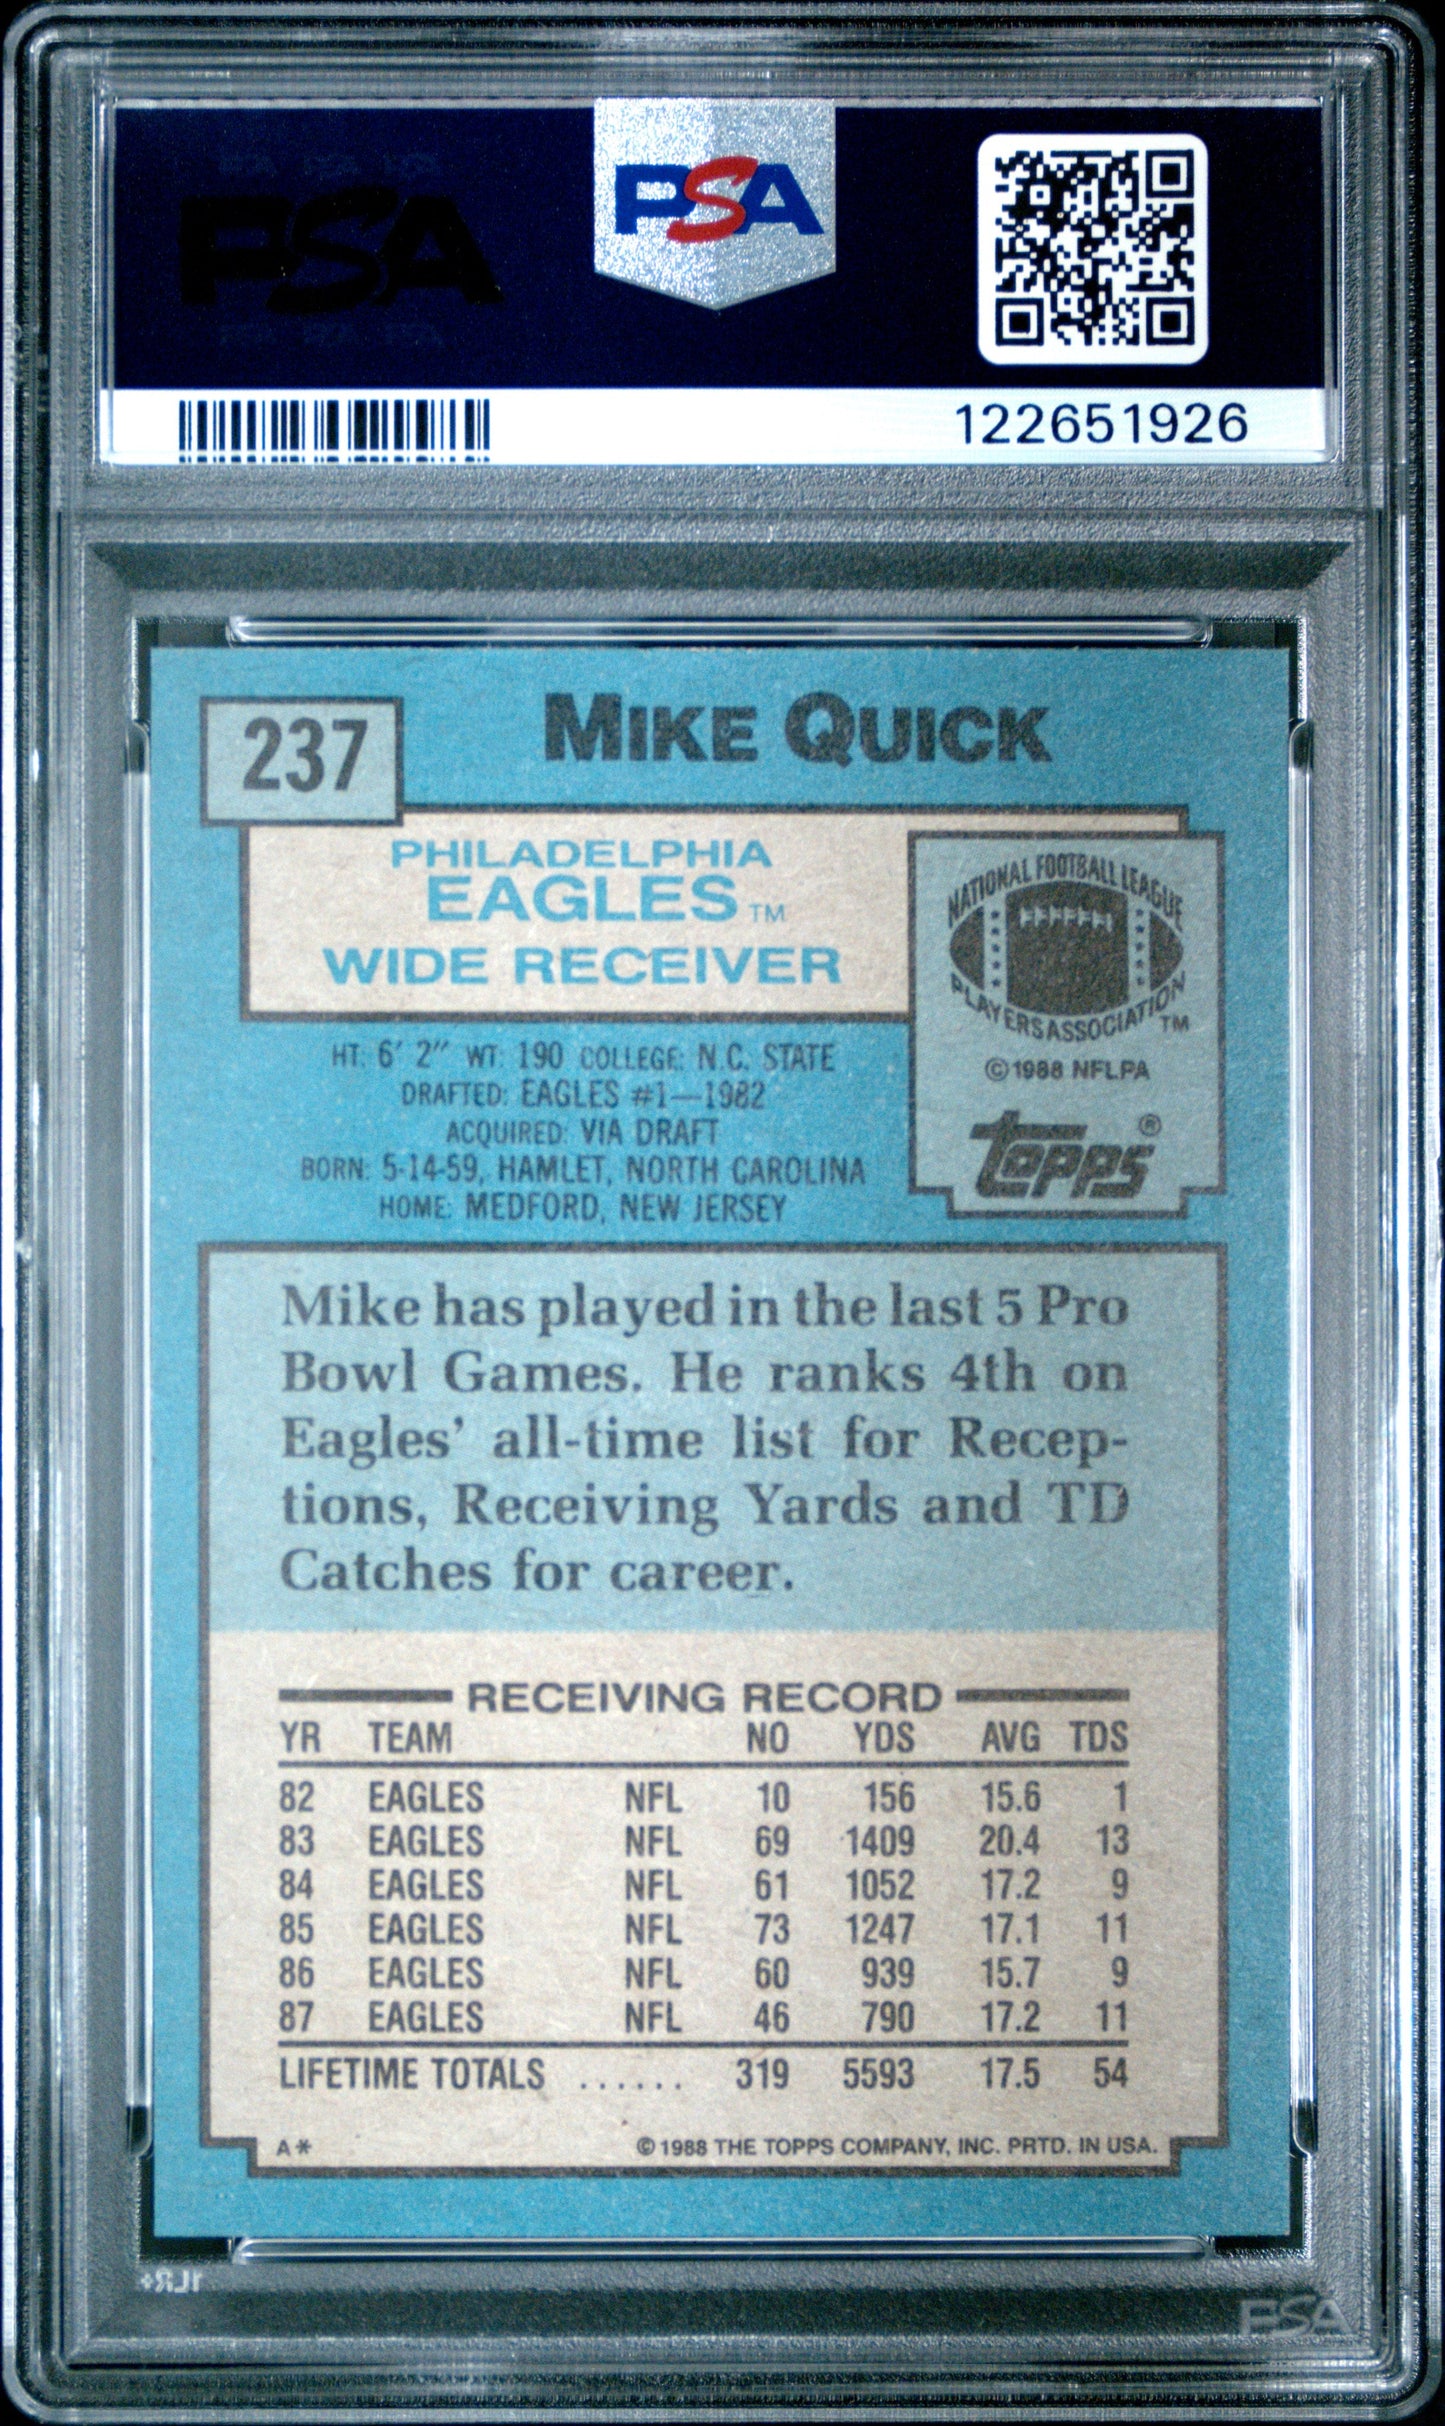 PSA
PSA
122651926
237
MIKE QUICK
PHILADELPHIA
EAGLES TM
WIDE RECEIVER
NATIONAL FOOTBALL LEAGUE
PLAYERS ASSOCIATION TM
©1988 NFLPA
TOPPS®
HT: 6' 2" WT: 190 COLLEGE: N.C. STATE
DRAFTED: EAGLES #1—1982
ACQUIRED: VIA DRAFT
BORN: 5-14-59, HAMLET, NORTH CAROLINA
HOME: MEDFORD, NEW JERSEY
Mike has played in the last 5 Pro
Bowl Games. He ranks 4th on
Eagles' all-time list for Recep-
tions, Receiving Yards and TD
Catches for career.
RECEIVING RECORD
YR TEAM NO YDS AVG TDS
82 EAGLES NFL 10 156 15.6 1
83 EAGLES NFL 69 1409 20.4 13
84 EAGLES NFL 61 1052 17.2 9
85 EAGLES NFL 73 1247 17.1 11
86 EAGLES NFL 60 939 15.7 9
87 EAGLES NFL 46 790 17.2 11
LIFETIME TOTALS ...... 319 5593 17.5 54
A* ©1988 THE TOPPS COMPANY, INC. PRTD. IN USA.
1LR+
PSA